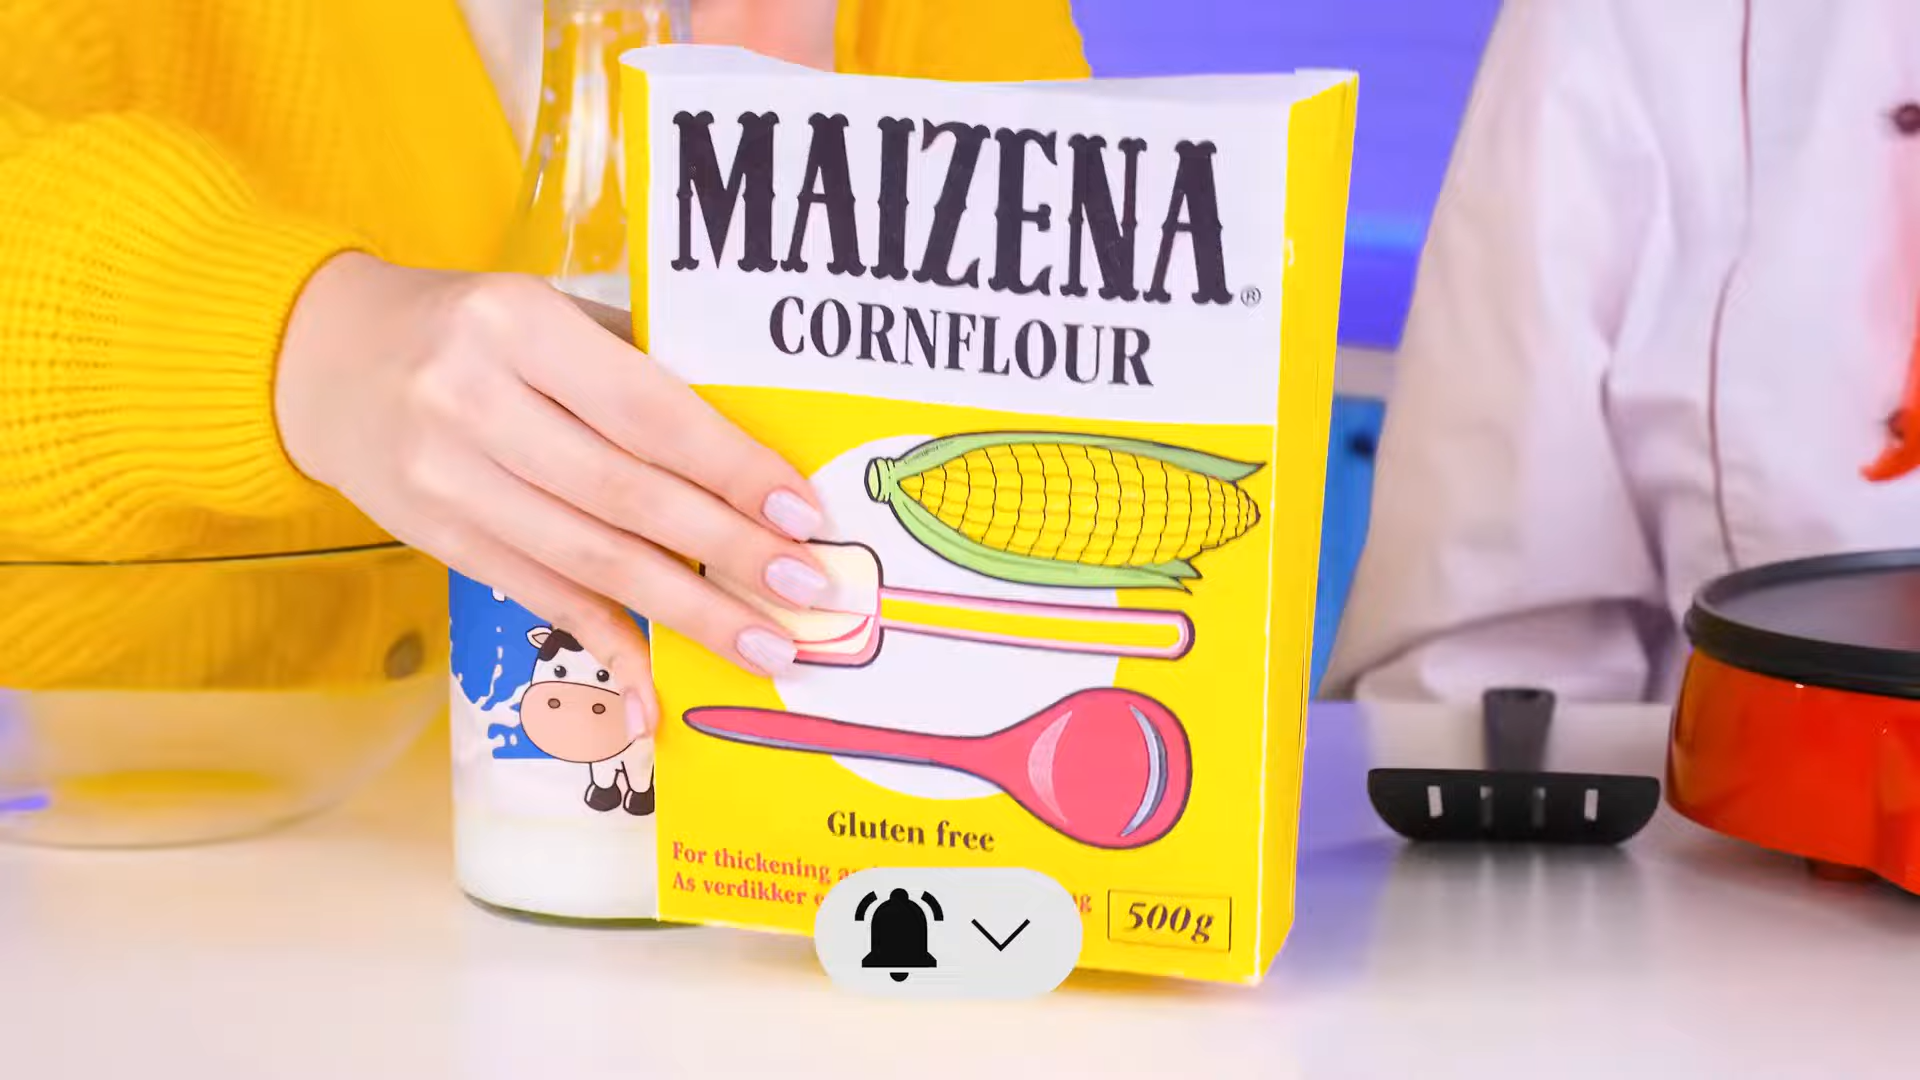 MAIZENA®
CORNFLOUR
Gluten free
For thickening
As verdikker
500g